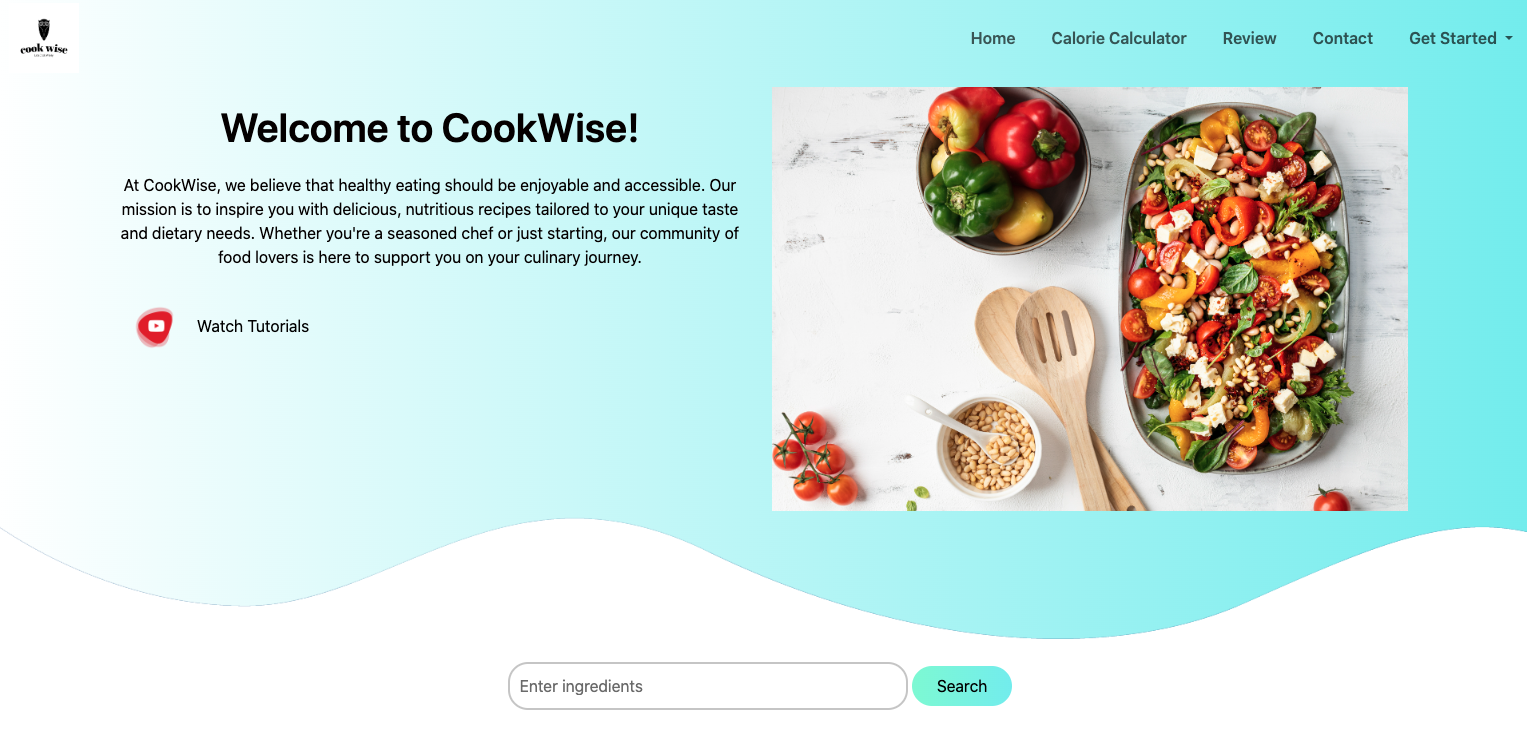 cook wise
Home Calorie Calculator Review Contact Get Started
Welcome to CookWise!
At CookWise, we believe that healthy eating should be enjoyable and accessible. Our
mission is to inspire you with delicious, nutritious recipes tailored to your unique taste
and dietary needs. Whether you're a seasoned chef or just starting, our community of
food lovers is here to support you on your culinary journey.
Watch Tutorials
Enter ingredients Search